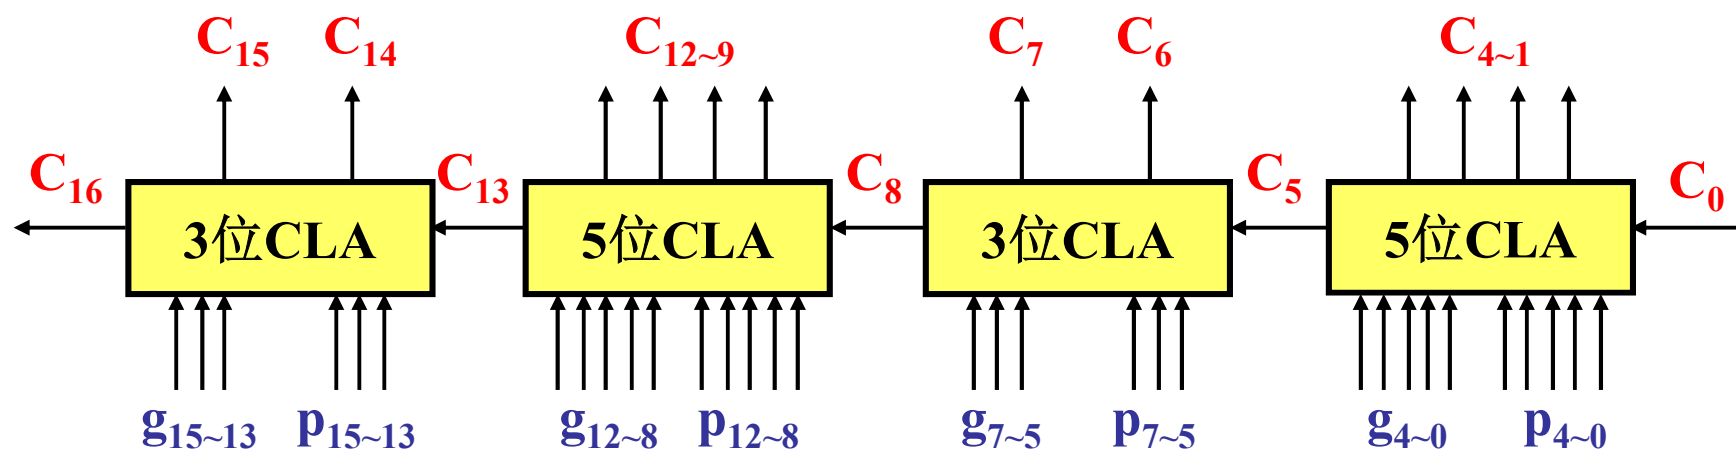 C15 C14 C12~9 C7 C6 C4~1
C16 C13 C8 C5 C0
3位CLA 5位CLA 3位CLA 5位CLA
g15~13 p15~13 g12~8 p12~8 g7~5 p7~5 g4~0 p4~0